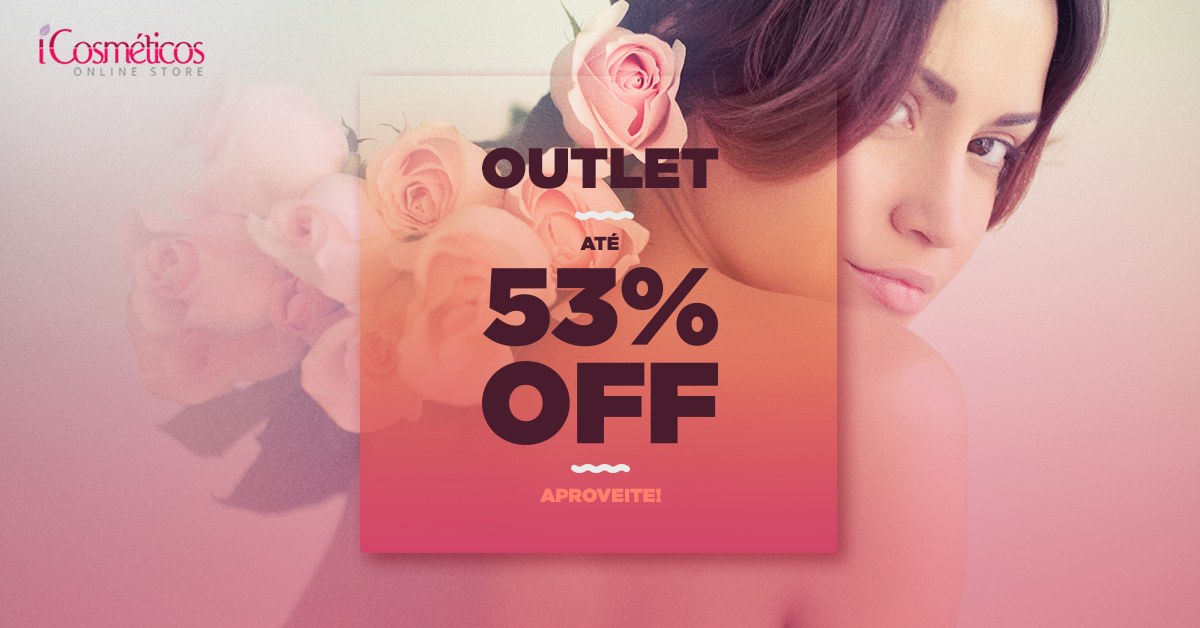 iCosméticos
ONLINE STORE
OUTLET
ATÉ
53%
OFF
APROVEITE!